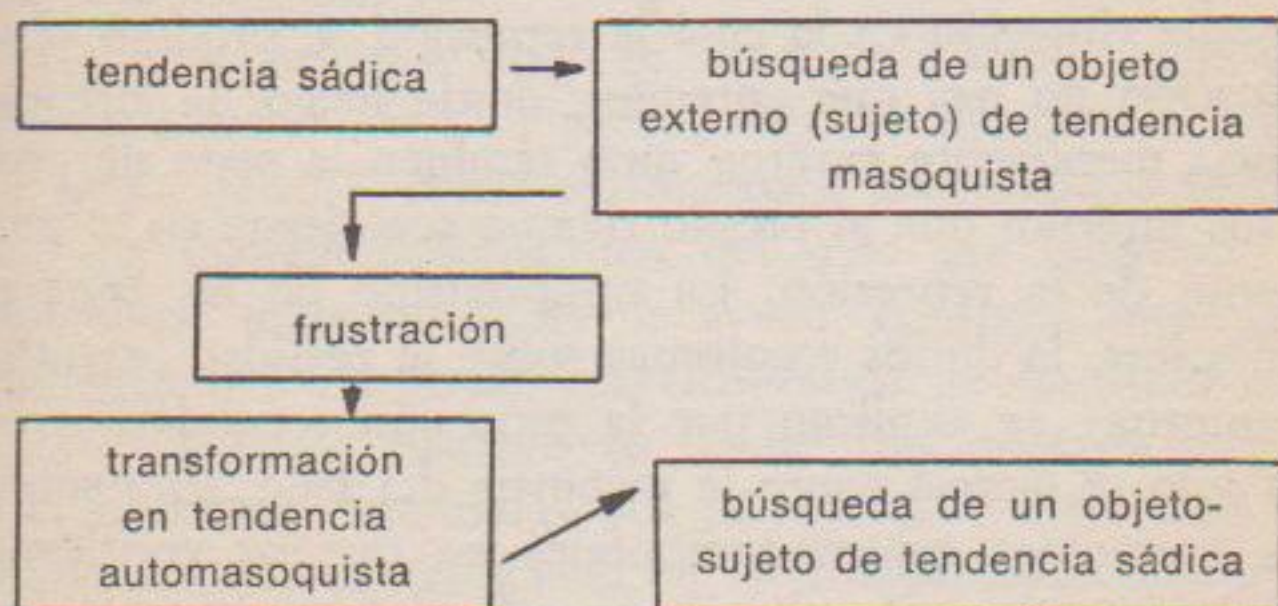 tendencia sádica
búsqueda de un objeto
externo (sujeto) de tendencia
masoquista
frustración
transformación
en tendencia
automasoquista
búsqueda de un objeto-
sujeto de tendencia sádica